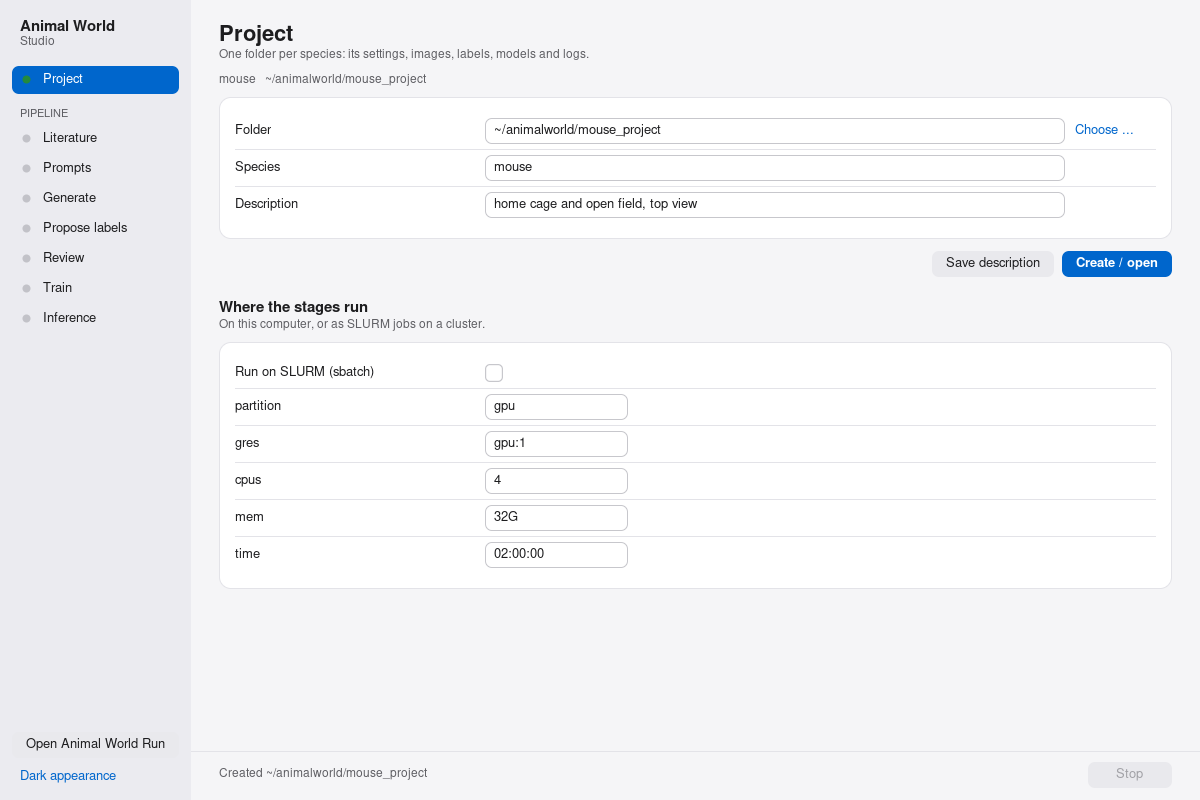 Animal World
Studio
Project
PIPELINE
Literature
Prompts
Generate
Propose labels
Review
Train
Inference
Open Animal World Run
Dark appearance
Project
One folder per species: its settings, images, labels, models and logs.
mouse ~/animalworld/mouse_project
Folder ~/animalworld/mouse_project Choose ...
Species mouse
Description home cage and open field, top view
Save description Create / open
Where the stages run
On this computer, or as SLURM jobs on a cluster.
Run on SLURM (sbatch)
partition gpu
gres gpu:1
cpus 4
mem 32G
time 02:00:00
Created ~/animalworld/mouse_project Stop